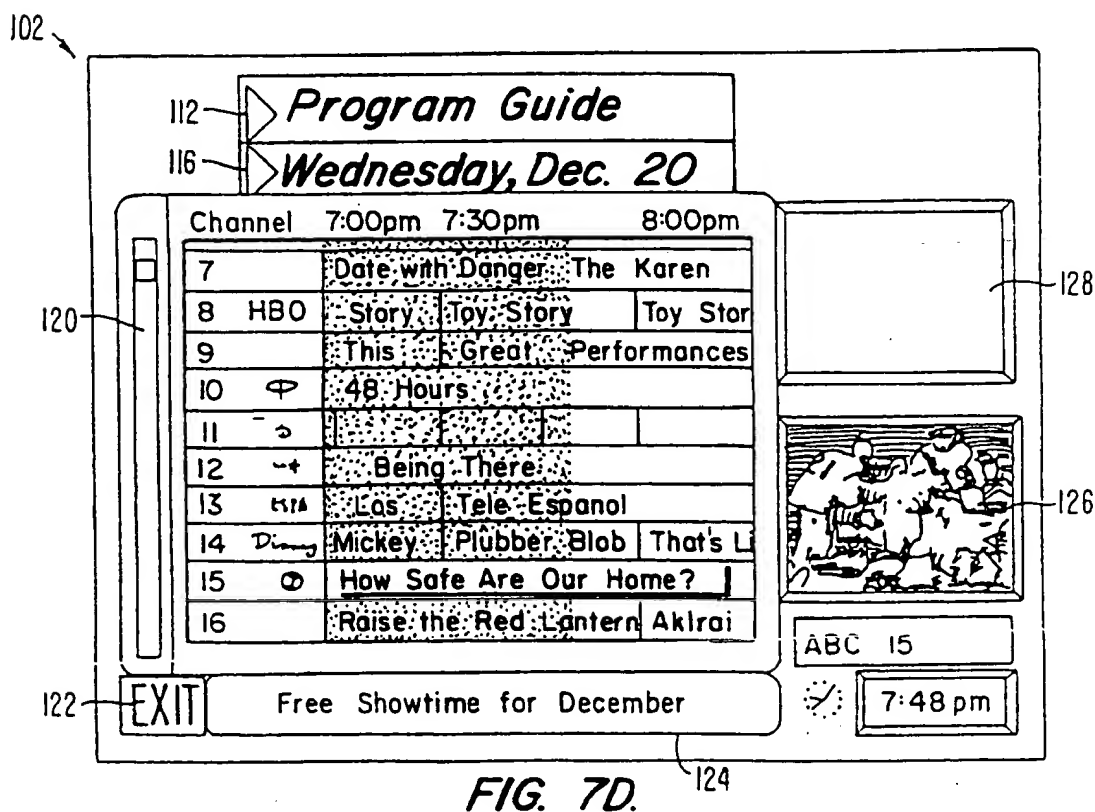 102
112
Program Guide
116
Wednesday, Dec. 20
Channel 7:00pm 7:30pm 8:00pm
7 Date with Danger The Karen
128
120
8 HBO Story Toy Story Toy Stor
9 This Great Performances
10 48 Hours
11
12 Being There
13 Los Tele Espanol
126
14 Disney Mickey Plubber Blob That's Li
15 How Safe Are Our Home?
16 Raise the Red Lantern Aklrai
ABC 15
122
EXIT
Free Showtime for December
7:48 pm
124
FIG. 7D.